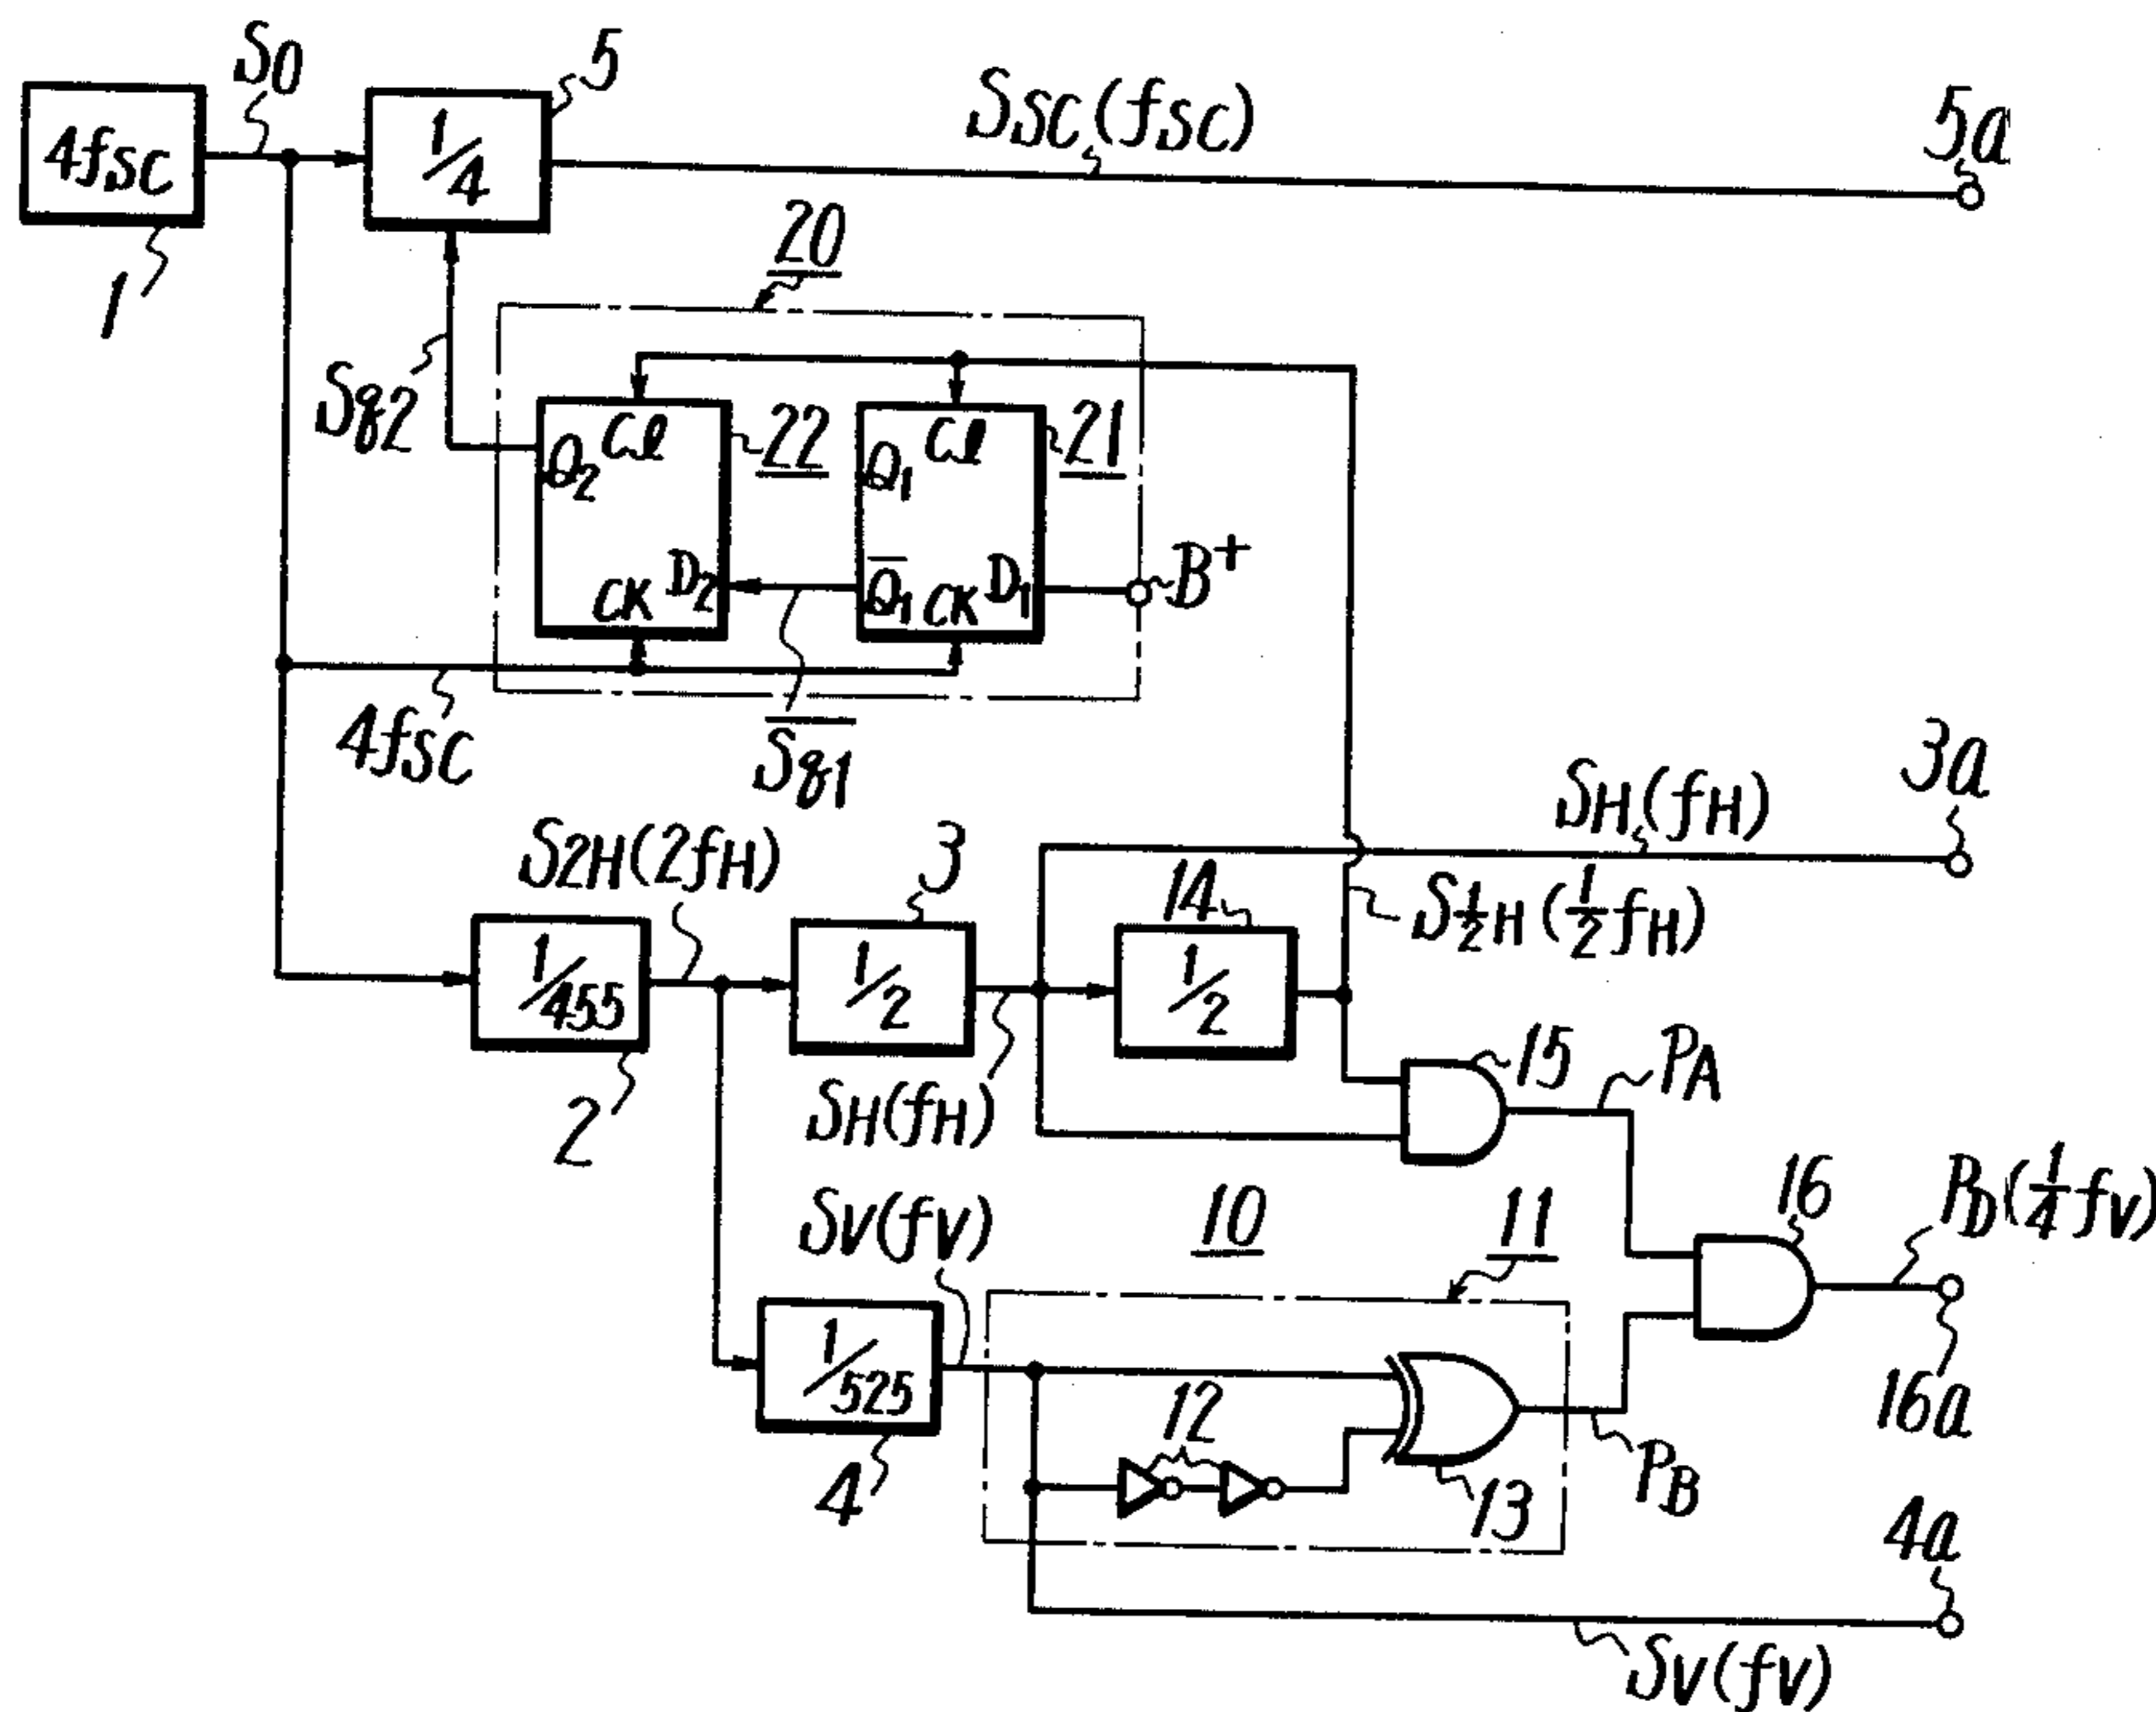 S0
5
4fsc
1/4
Ssc(fsc)
5a
1
20
Sq2
Cl
22
Cl
21
Q2
Q1
CK
D2
Q̅1
CK
D1
B+
4fsc
S̅q̅1̅
3a
SH(fH)
S2H(2fH)
3
14
S½H(½fH)
1/455
1/2
1/2
2
SH(fH)
15
PA
SV(fV)
10
11
16
PD(¼fV)
1/525
12
16a
4
13
PB
4a
SV(fV)